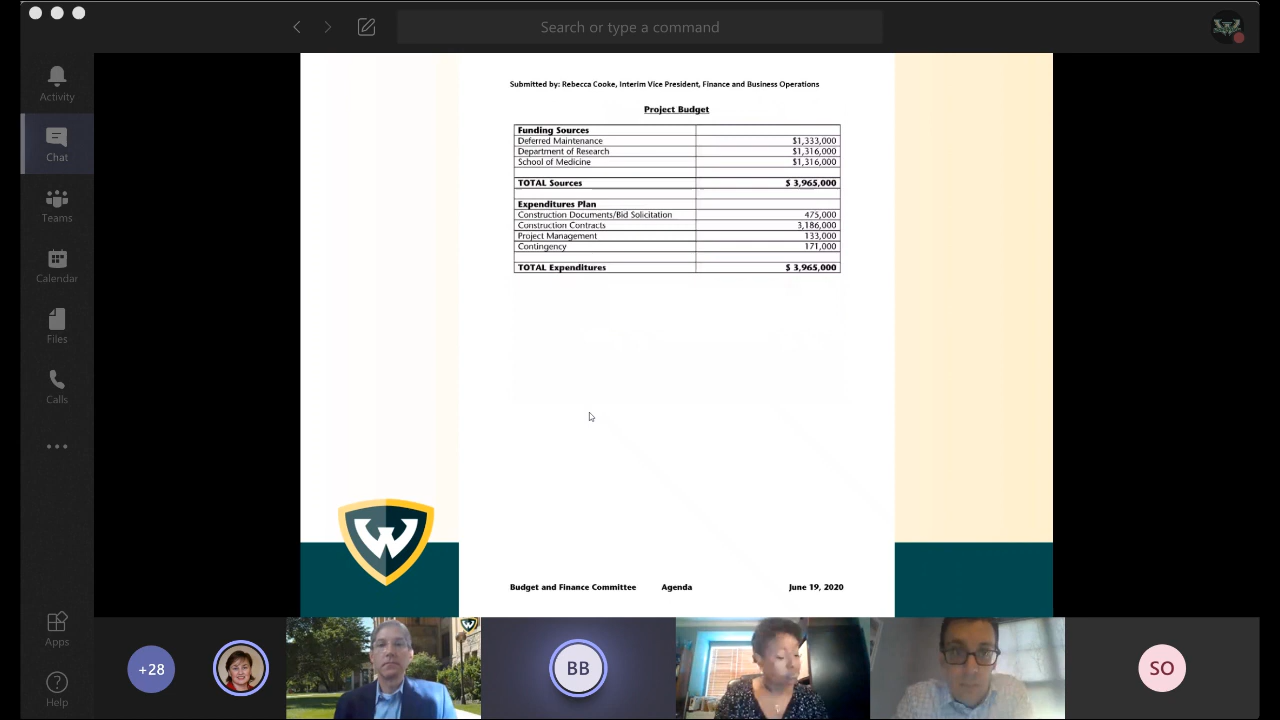 Search or type a command
Activity
Chat
Teams
Calendar
Files
Calls
Apps
Help
Submitted by: Rebecca Cooke, Interim Vice President, Finance and Business Operations
Project Budget
Funding Sources
Deferred Maintenance $1,333,000
Department of Research $1,316,000
School of Medicine $1,316,000
TOTAL Sources $ 3,965,000
Expenditures Plan
Construction Documents/Bid Solicitation 475,000
Construction Contracts 3,186,000
Project Management 133,000
Contingency 171,000
TOTAL Expenditures $ 3,965,000
W
Budget and Finance Committee Agenda June 19, 2020
+28
BB
SO